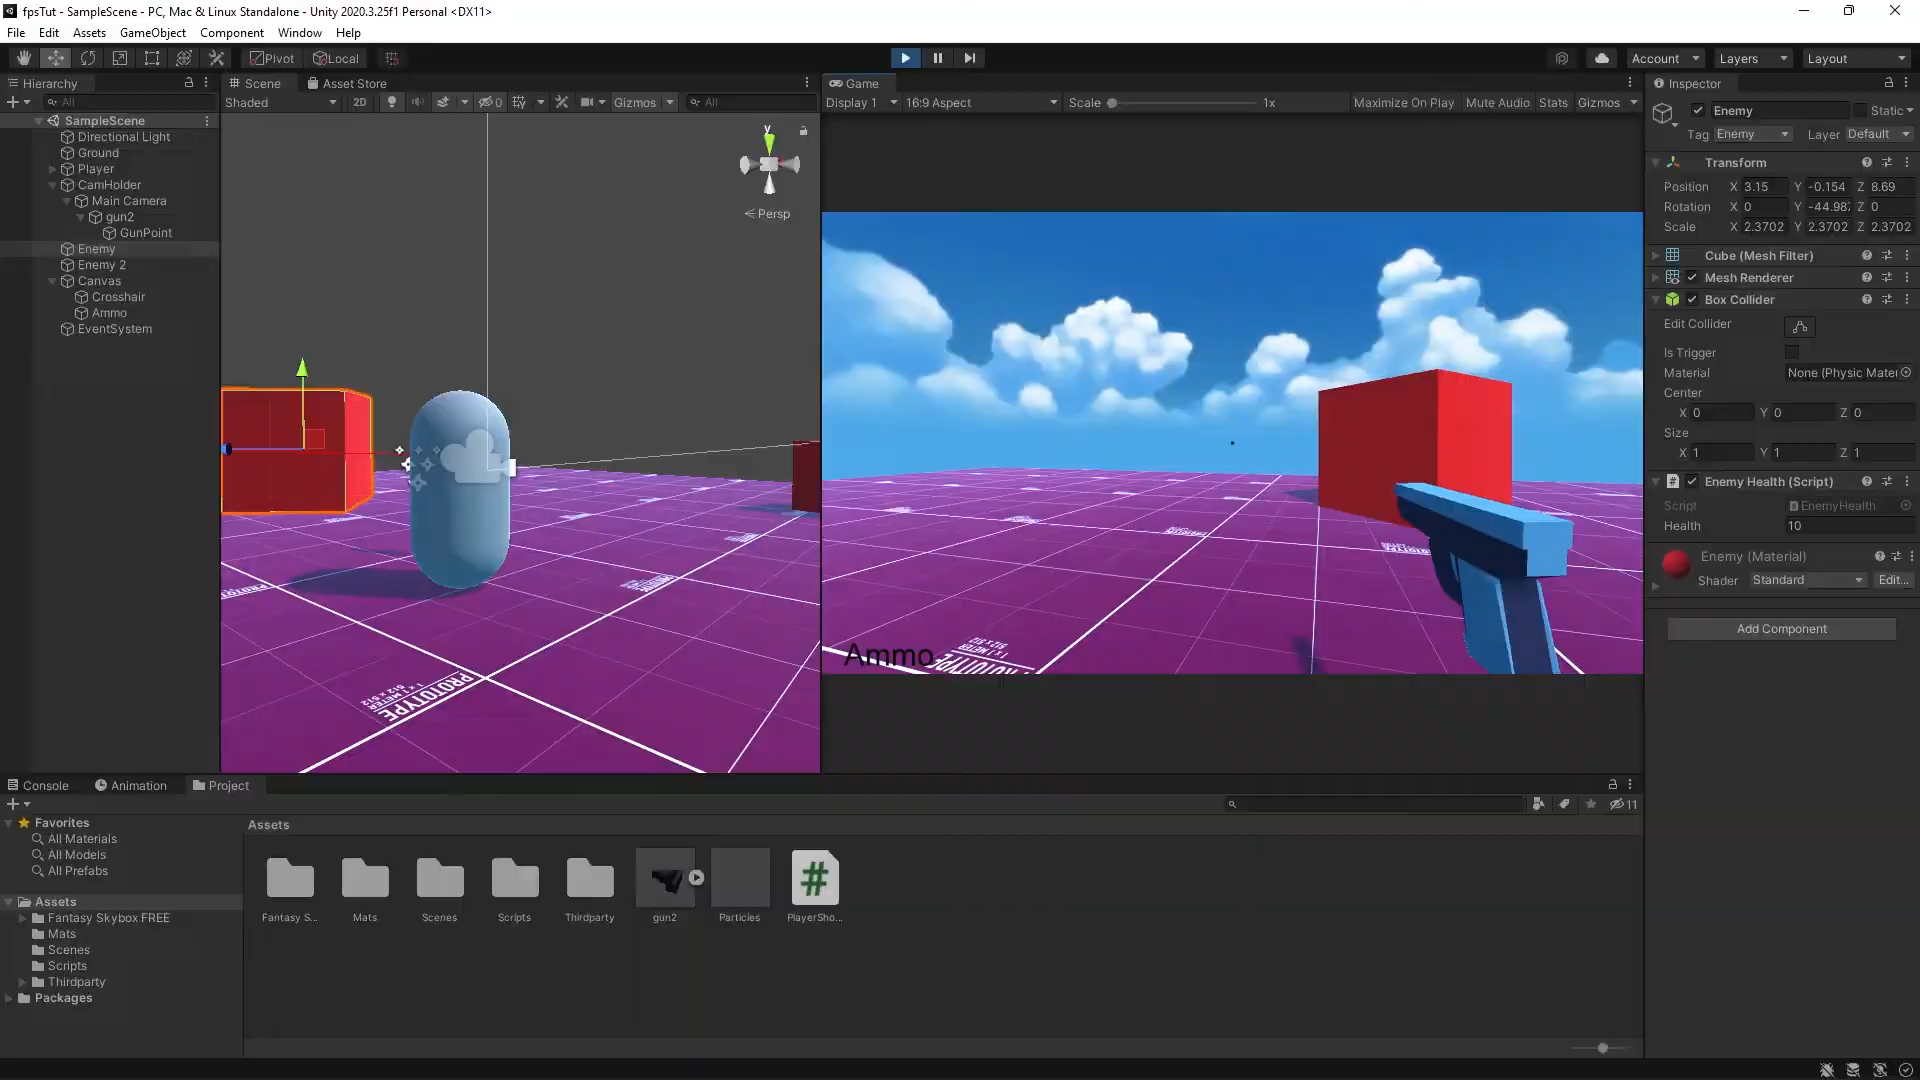 fpsTut - SampleScene - PC, Mac & Linux Standalone - Unity 2020.3.25f1 Personal <DX11>
File Edit Assets GameObject Component Window Help
Pivot Local Account Layers Layout
Hierarchy
All
SampleScene
Directional Light
Ground
Player
CamHolder
Main Camera
gun2
GunPoint
Enemy
Enemy 2
Canvas
Crosshair
Ammo
EventSystem
Scene Asset Store
Shaded 2D 0 Gizmos All
y
Persp
PROTOTYPE
1x1 METER
512 x 512
Game
Display 1 16:9 Aspect Scale 1x Maximize On Play Mute Audio Stats Gizmos
Ammo
PROTOTYPE
Inspector
Enemy Static
Tag Enemy Layer Default
Transform
Position X 3.15 Y -0.154 Z 8.69
Rotation X 0 Y -44.98 Z 0
Scale X 2.3702 Y 2.3702 Z 2.3702
Cube (Mesh Filter)
Mesh Renderer
Box Collider
Edit Collider
Is Trigger
Material None (Physic Mater
Center
X 0 Y 0 Z 0
Size
X 1 Y 1 Z 1
# Enemy Health (Script)
Script EnemyHealth
Health 10
Enemy (Material)
Shader Standard Edit...
Add Component
Console Animation Project
11
Favorites
All Materials
All Models
All Prefabs
Assets
Fantasy Skybox FREE
Mats
Scenes
Scripts
Thirdparty
Packages
Assets
Fantasy S... Mats Scenes Scripts Thirdparty gun2 Particles PlayerSho...
#